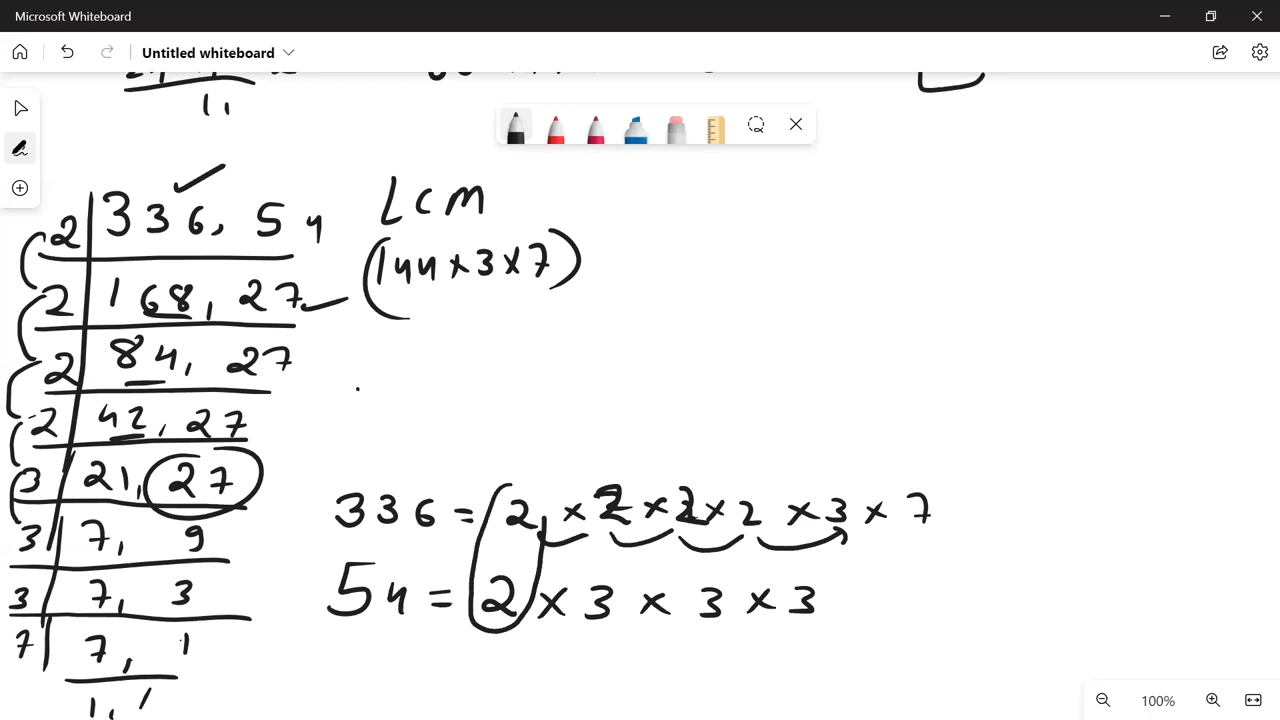 Microsoft Whiteboard
Untitled whiteboard
1,
2 | 336, 54
LCM
(144 × 3 × 7)
2 | 168, 27
2 | 84, 27
2 | 42, 27
3 | 21, 27
3 | 7, 9
3 | 7, 3
7 | 7, 1
1, 1
336 = 2 × 2 × 2 × 2 × 3 × 7
54 = 2 × 3 × 3 × 3
100%